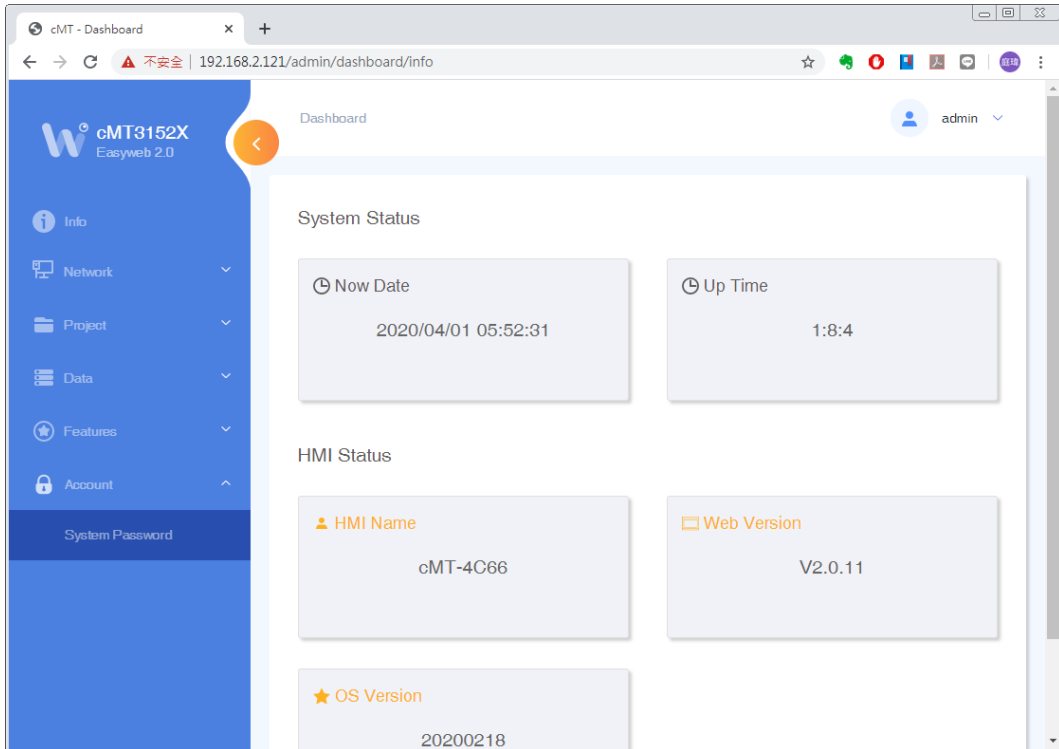 cMT - Dashboard
不安全 | 192.168.2.121/admin/dashboard/info
庭瑋
cMT3152X
Easyweb 2.0
Dashboard
admin
Info
Network
Project
Data
Features
Account
System Password
System Status
Now Date
2020/04/01 05:52:31
Up Time
1:8:4
HMI Status
HMI Name
cMT-4C66
Web Version
V2.0.11
OS Version
20200218